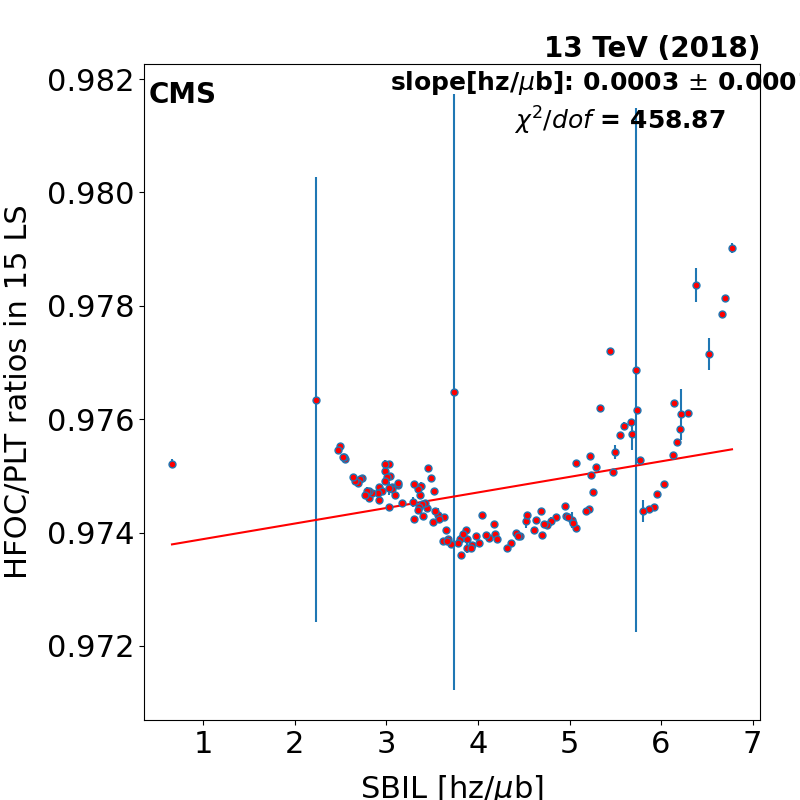 13 TeV (2018)
slope[hz/μb]: 0.0003 ± 0.000
CMS
χ²/dof = 458.87
HFOC/PLT ratios in 15 LS
0.982
0.980
0.978
0.976
0.974
0.972
1 2 3 4 5 6 7
SBIL [hz/μb]